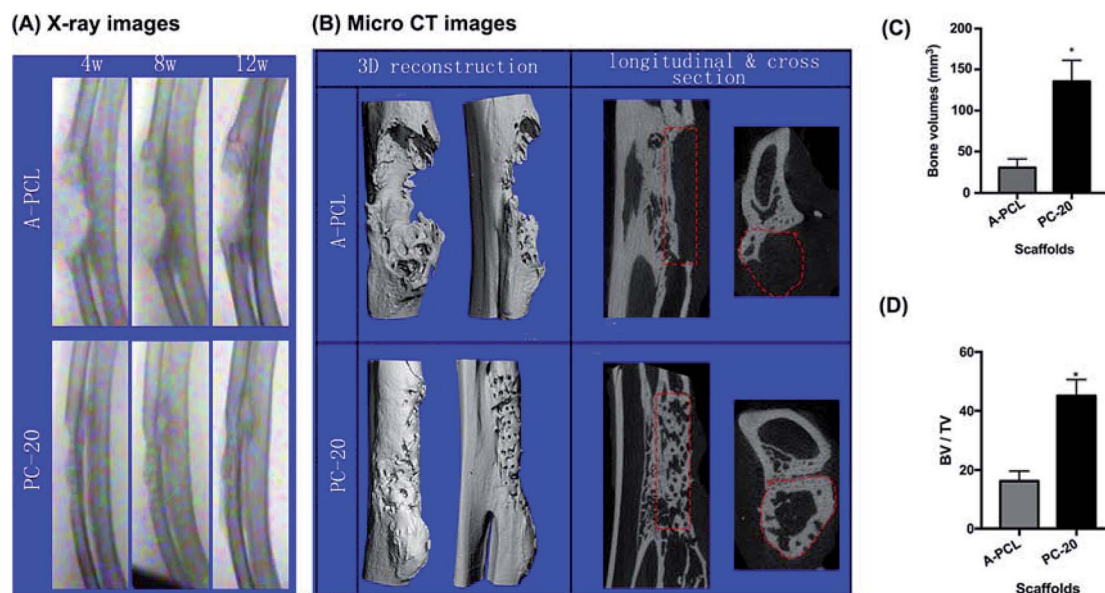 (A) X-ray images
4w 8w 12w
A-PCL
PC-20
(B) Micro CT images
3D reconstruction
longitudinal & cross
section
A-PCL
PC-20
(C)
Bone volumes (mm³)
200
150
100
50
0
*
A-PCL
PC-20
Scaffolds
(D)
BV / TV
60
40
20
0
*
A-PCL
PC-20
Scaffolds